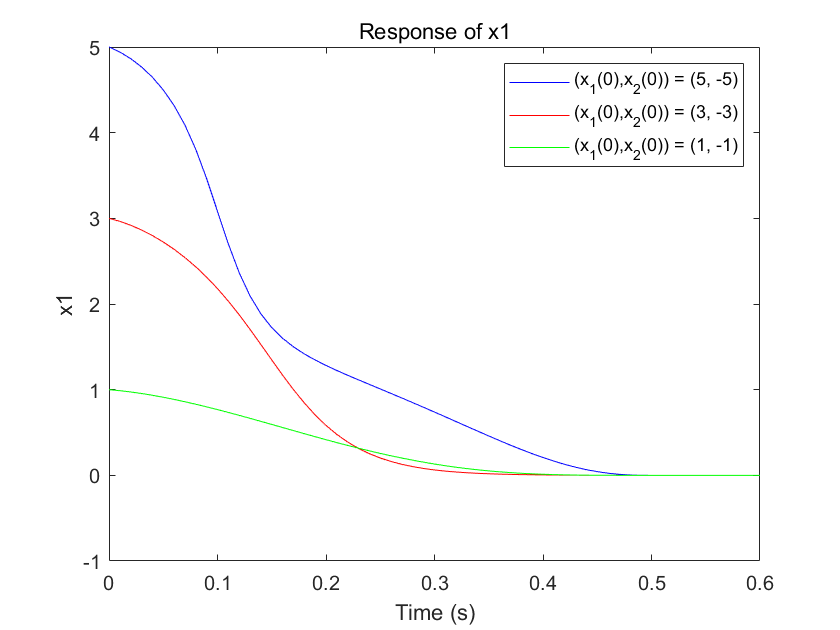 Response of x1
(x1(0),x2(0)) = (5, -5)
(x1(0),x2(0)) = (3, -3)
(x1(0),x2(0)) = (1, -1)
x1
5
4
3
2
1
0
-1
0 0.1 0.2 0.3 0.4 0.5 0.6
Time (s)